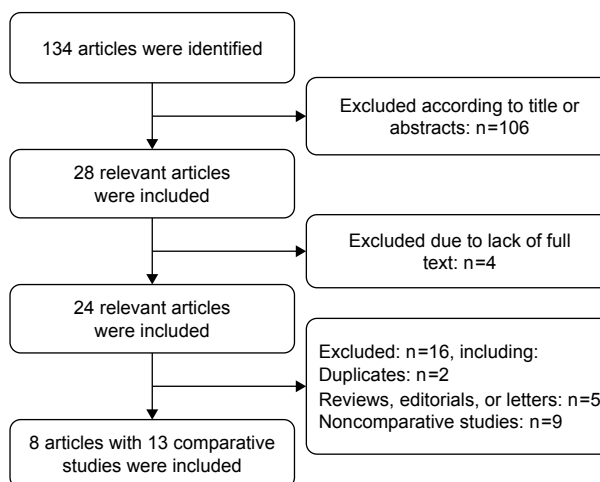 134 articles were identified
Excluded according to title or
abstracts: n=106
28 relevant articles
were included
Excluded due to lack of full
text: n=4
24 relevant articles
were included
Excluded: n=16, including:
Duplicates: n=2
Reviews, editorials, or letters: n=5
Noncomparative studies: n=9
8 articles with 13 comparative
studies were included